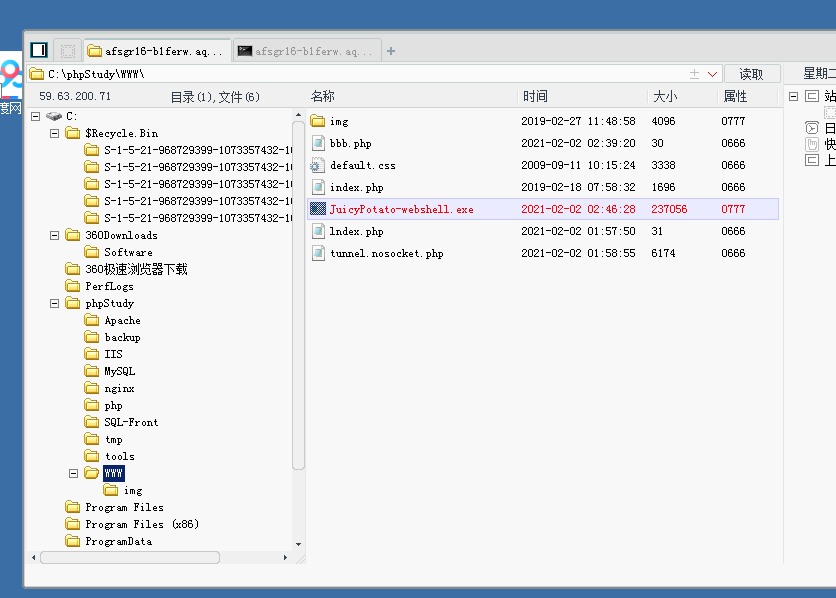 afsgr16-b1ferw.aq...
afsgr16-b1ferw.aq...
+
C:\phpStudy\WWW\
读取
星期二
59.63.200.71
目录(1),文件(6)
名称
时间
大小
属性
站
度网
C:
$Recycle.Bin
S-1-5-21-968729399-1073357432-10
S-1-5-21-968729399-1073357432-10
S-1-5-21-968729399-1073357432-10
S-1-5-21-968729399-1073357432-10
S-1-5-21-968729399-1073357432-10
360Downloads
Software
360极速浏览器下载
PerfLogs
phpStudy
Apache
backup
IIS
MySQL
nginx
php
SQL-Front
tmp
tools
WWW
img
Program Files
Program Files (x86)
ProgramData
img 2019-02-27 11:48:58 4096 0777
bbb.php 2021-02-02 02:39:20 30 0666
default.css 2009-09-11 10:15:24 3338 0666
index.php 2019-02-18 07:58:32 1696 0666
JuicyPotato-webshell.exe 2021-02-02 02:46:28 237056 0777
lndex.php 2021-02-02 01:57:50 31 0666
tunnel.nosocket.php 2021-02-02 01:58:55 6174 0666
日
快
上